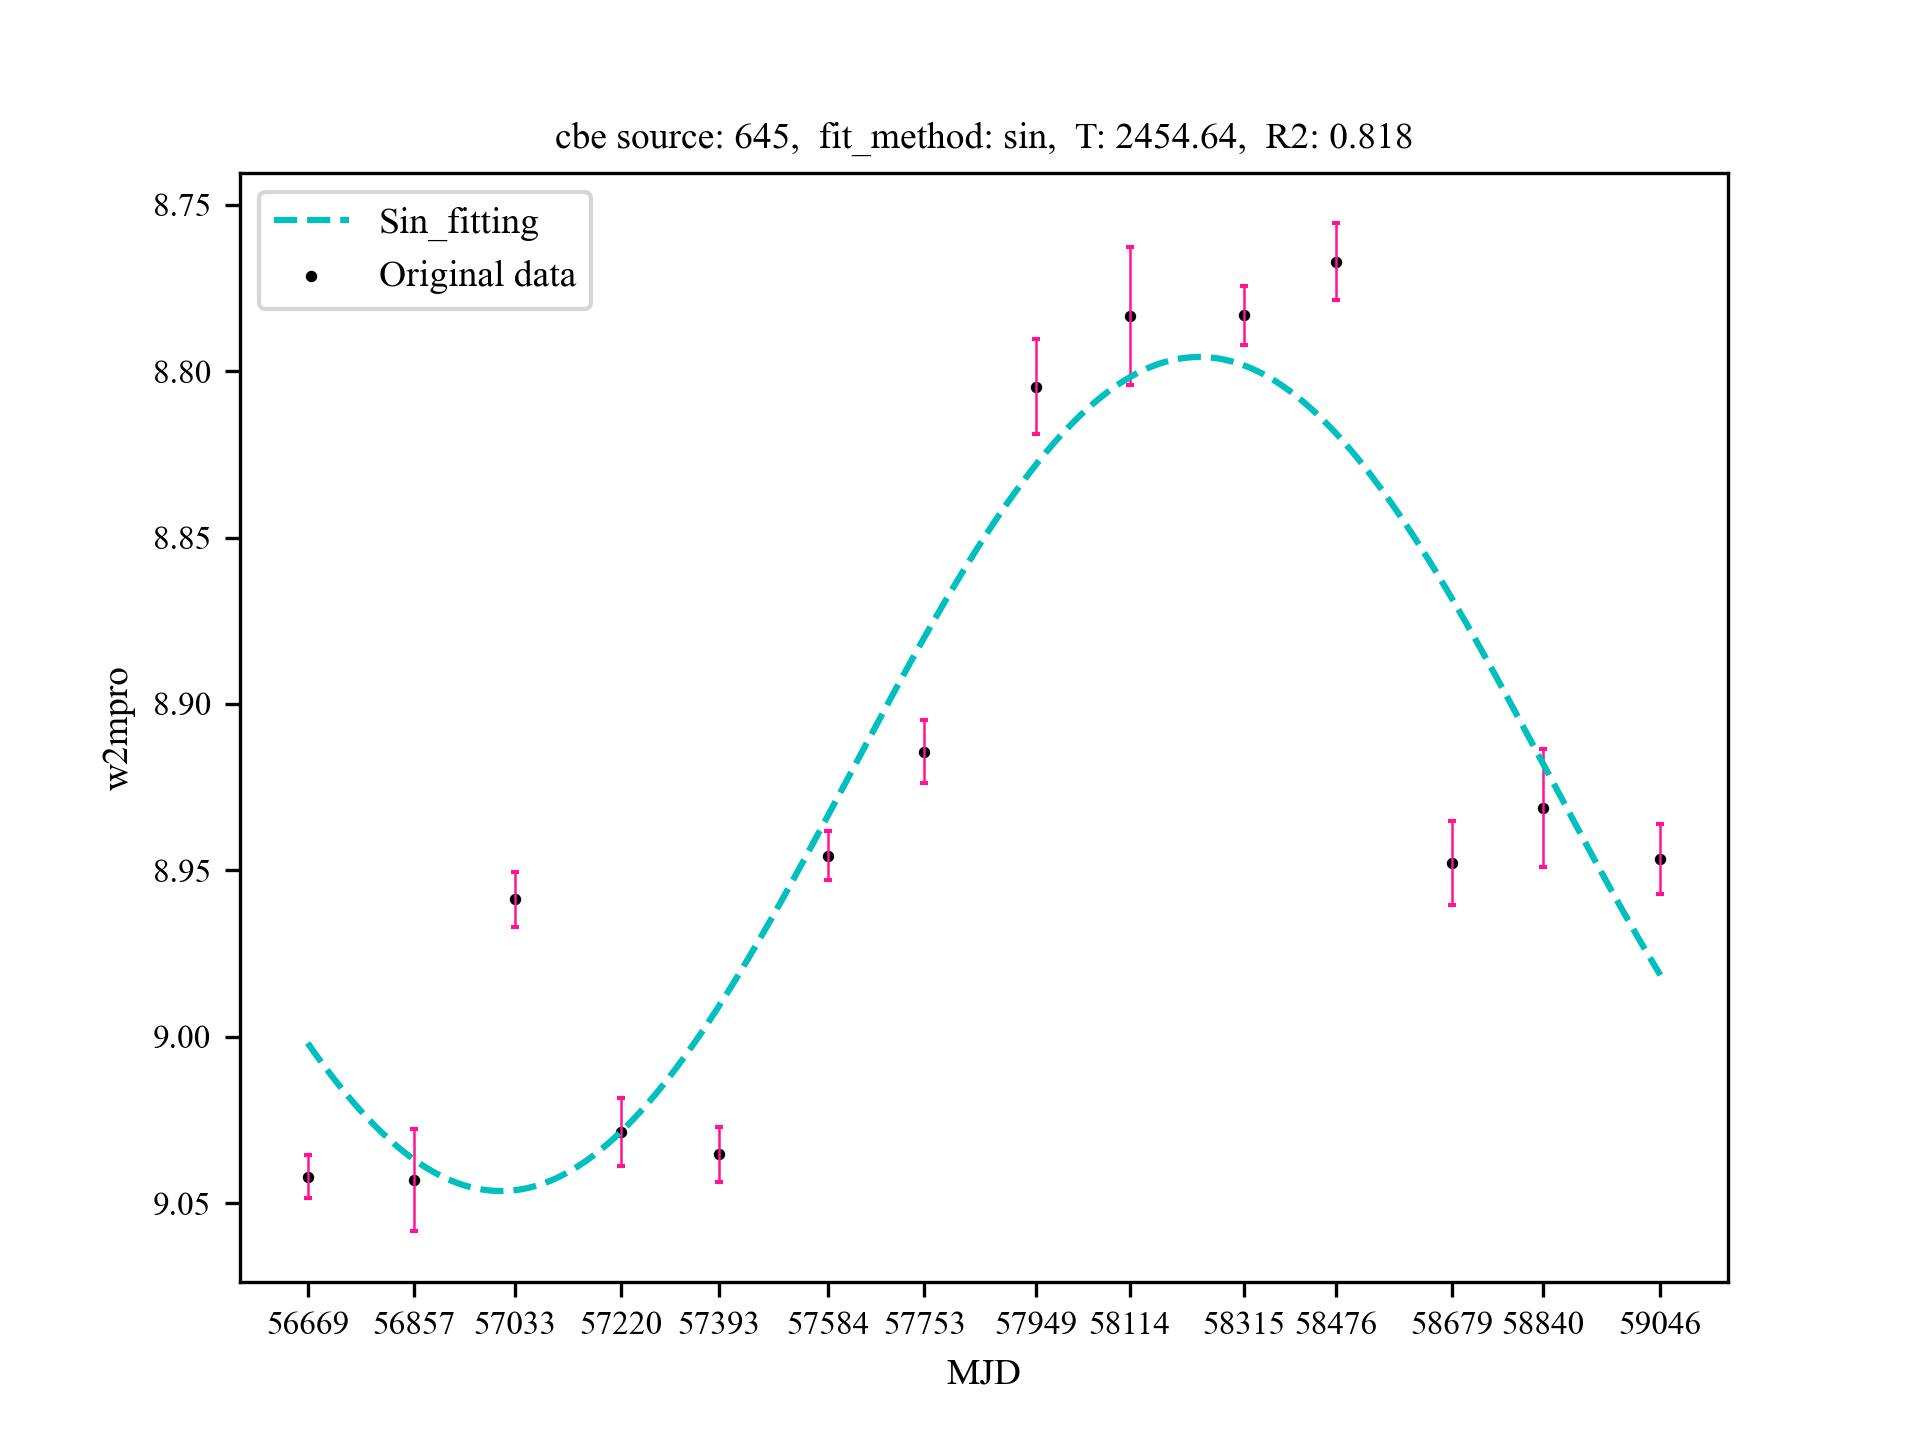 cbe source: 645,  fit_method: sin,  T: 2454.64,  R2: 0.818
Sin_fitting
Original data
8.75
8.80
8.85
8.90
8.95
9.00
9.05
w2mpro
56669 56857 57033 57220 57393 57584 57753 57949 58114 58315 58476 58679 58840 59046
MJD